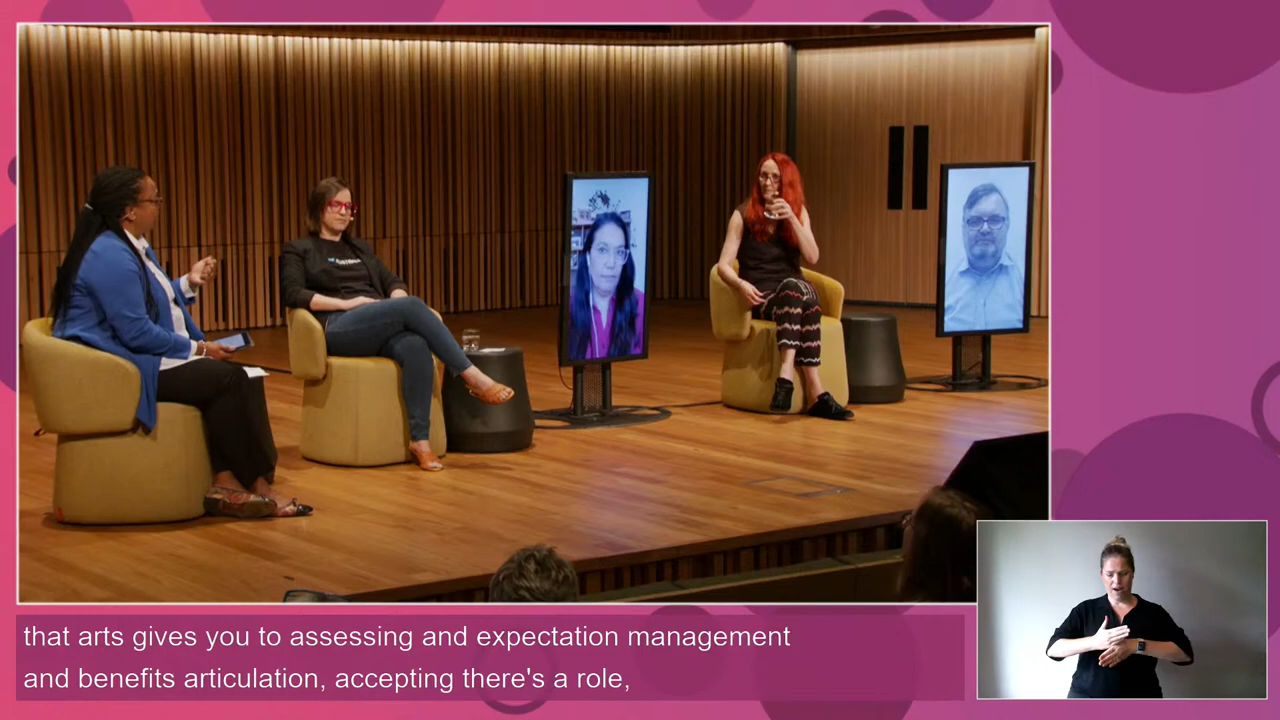 that arts gives you to assessing and expectation management
and benefits articulation, accepting there's a role,